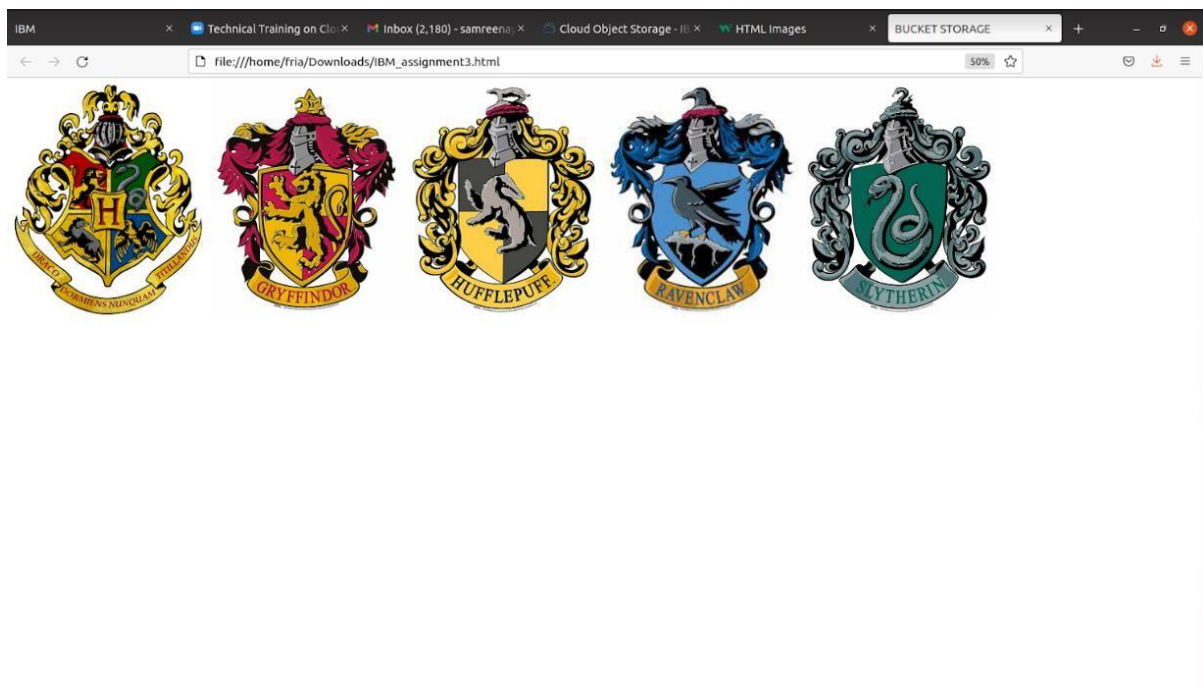 IBM
Technical Training on Clo
Inbox (2,180) - samreena
Cloud Object Storage - IB
HTML Images
BUCKET STORAGE
file:///home/fria/Downloads/IBM_assignment3.html
50%
H
DRACO
DORMIENS NUNQUAM
TITILLANDUS
GRYFFINDOR
HUFFLEPUFF
RAVENCLAW
SLYTHERIN